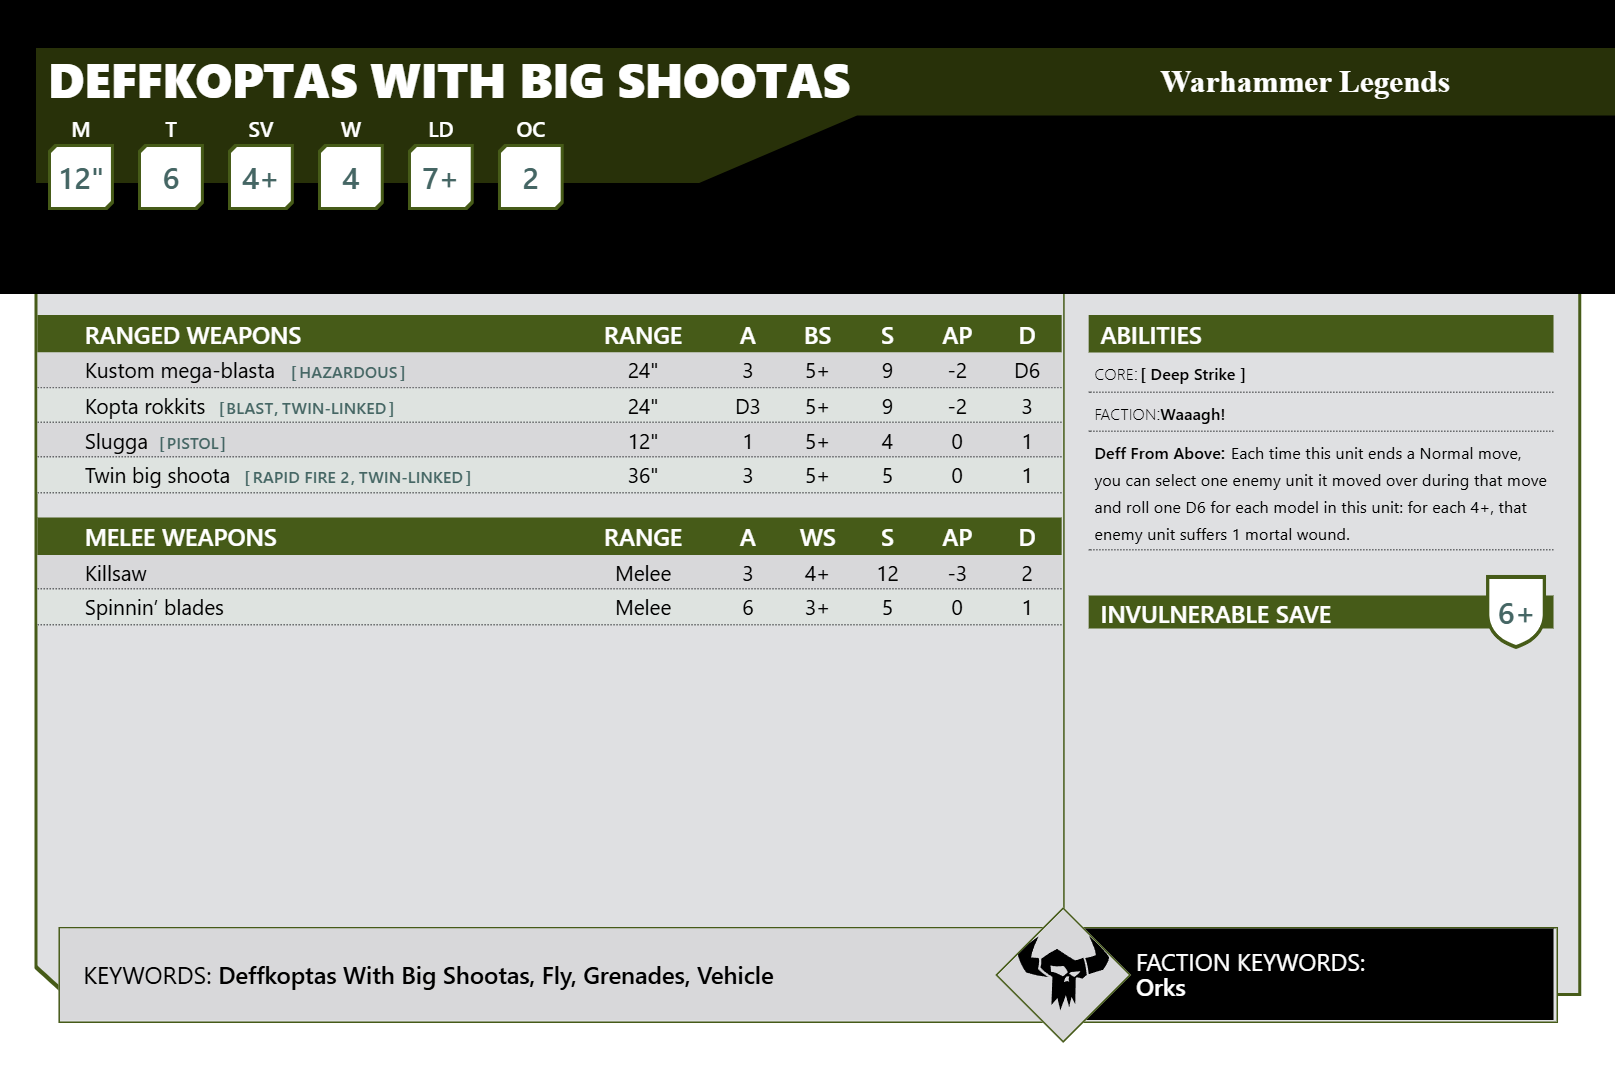 DEFFKOPTAS WITH BIG SHOOTAS
Warhammer Legends
M T SV W LD OC
12" 6 4+ 4 7+ 2
RANGED WEAPONS RANGE A BS S AP D
Kustom mega-blasta [HAZARDOUS] 24" 3 5+ 9 -2 D6
Kopta rokkits [BLAST, TWIN-LINKED] 24" D3 5+ 9 -2 3
Slugga [PISTOL] 12" 1 5+ 4 0 1
Twin big shoota [RAPID FIRE 2, TWIN-LINKED] 36" 3 5+ 5 0 1
MELEE WEAPONS RANGE A WS S AP D
Killsaw Melee 3 4+ 12 -3 2
Spinnin’ blades Melee 6 3+ 5 0 1
ABILITIES
CORE: [ Deep Strike ]
FACTION:Waaagh!
Deff From Above: Each time this unit ends a Normal move,
you can select one enemy unit it moved over during that move
and roll one D6 for each model in this unit: for each 4+, that
enemy unit suffers 1 mortal wound.
INVULNERABLE SAVE 6+
KEYWORDS: Deffkoptas With Big Shootas, Fly, Grenades, Vehicle
FACTION KEYWORDS:
Orks